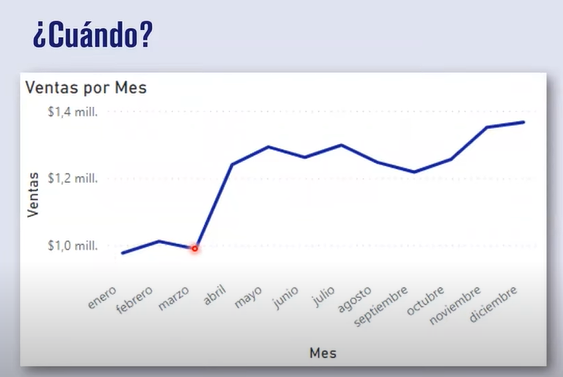 ¿Cuándo?
Ventas por Mes
$1,4 mill.
$1,2 mill.
$1,0 mill.
Ventas
enero
febrero
marzo
abril
mayo
junio
julio
agosto
septiembre
octubre
noviembre
diciembre
Mes